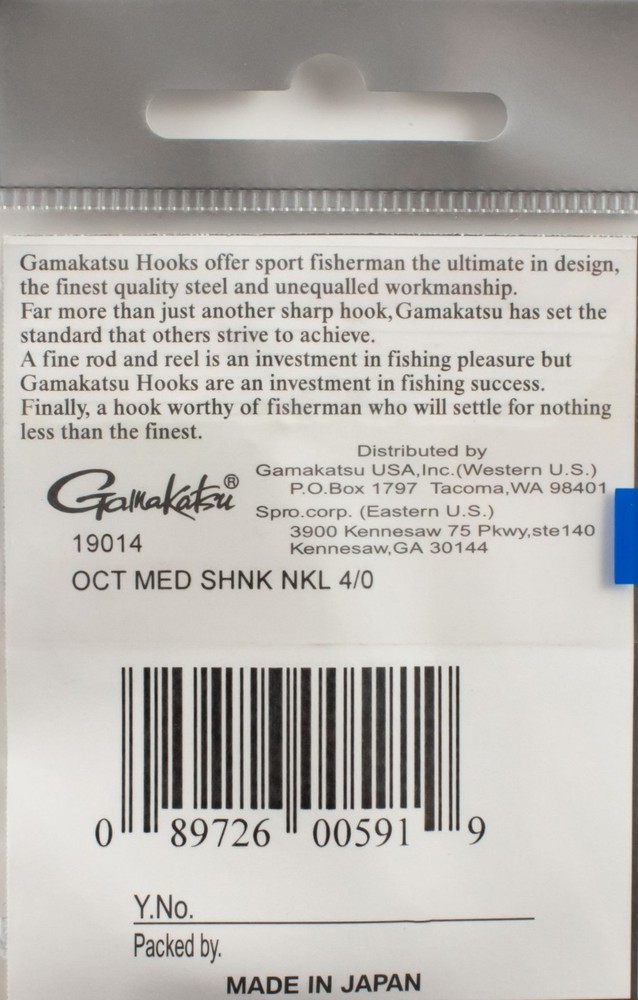 Gamakatsu Hooks offer sport fisherman the ultimate in design,
the finest quality steel and unequalled workmanship.
Far more than just another sharp hook,Gamakatsu has set the
standard that others strive to achieve.
A fine rod and reel is an investment in fishing pleasure but
Gamakatsu Hooks are an investment in fishing success.
Finally, a hook worthy of fisherman who will settle for nothing
less than the finest.
Distributed by
Gamakatsu USA,Inc.(Western U.S.)
P.O.Box 1797 Tacoma,WA 98401
Spro.corp. (Eastern U.S.)
3900 Kennesaw 75 Pkwy,ste140
Kennesaw,GA 30144
Gamakatsu®
19014
OCT MED SHNK NKL 4/0
0 89726 00591 9
Y.No.
Packed by.
MADE IN JAPAN